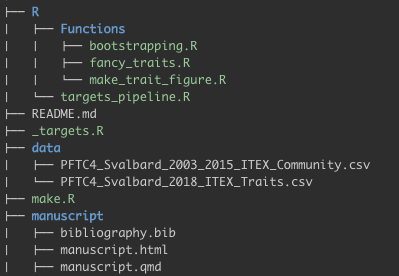 ├── R
│   ├── Functions
│   │   ├── bootstrapping.R
│   │   ├── fancy_traits.R
│   │   └── make_trait_figure.R
│   └── targets_pipeline.R
├── README.md
├── _targets.R
├── data
│   ├── PFTC4_Svalbard_2003_2015_ITEX_Community.csv
│   └── PFTC4_Svalbard_2018_ITEX_Traits.csv
├── make.R
├── manuscript
│   ├── bibliography.bib
│   ├── manuscript.html
│   ├── manuscript.qmd